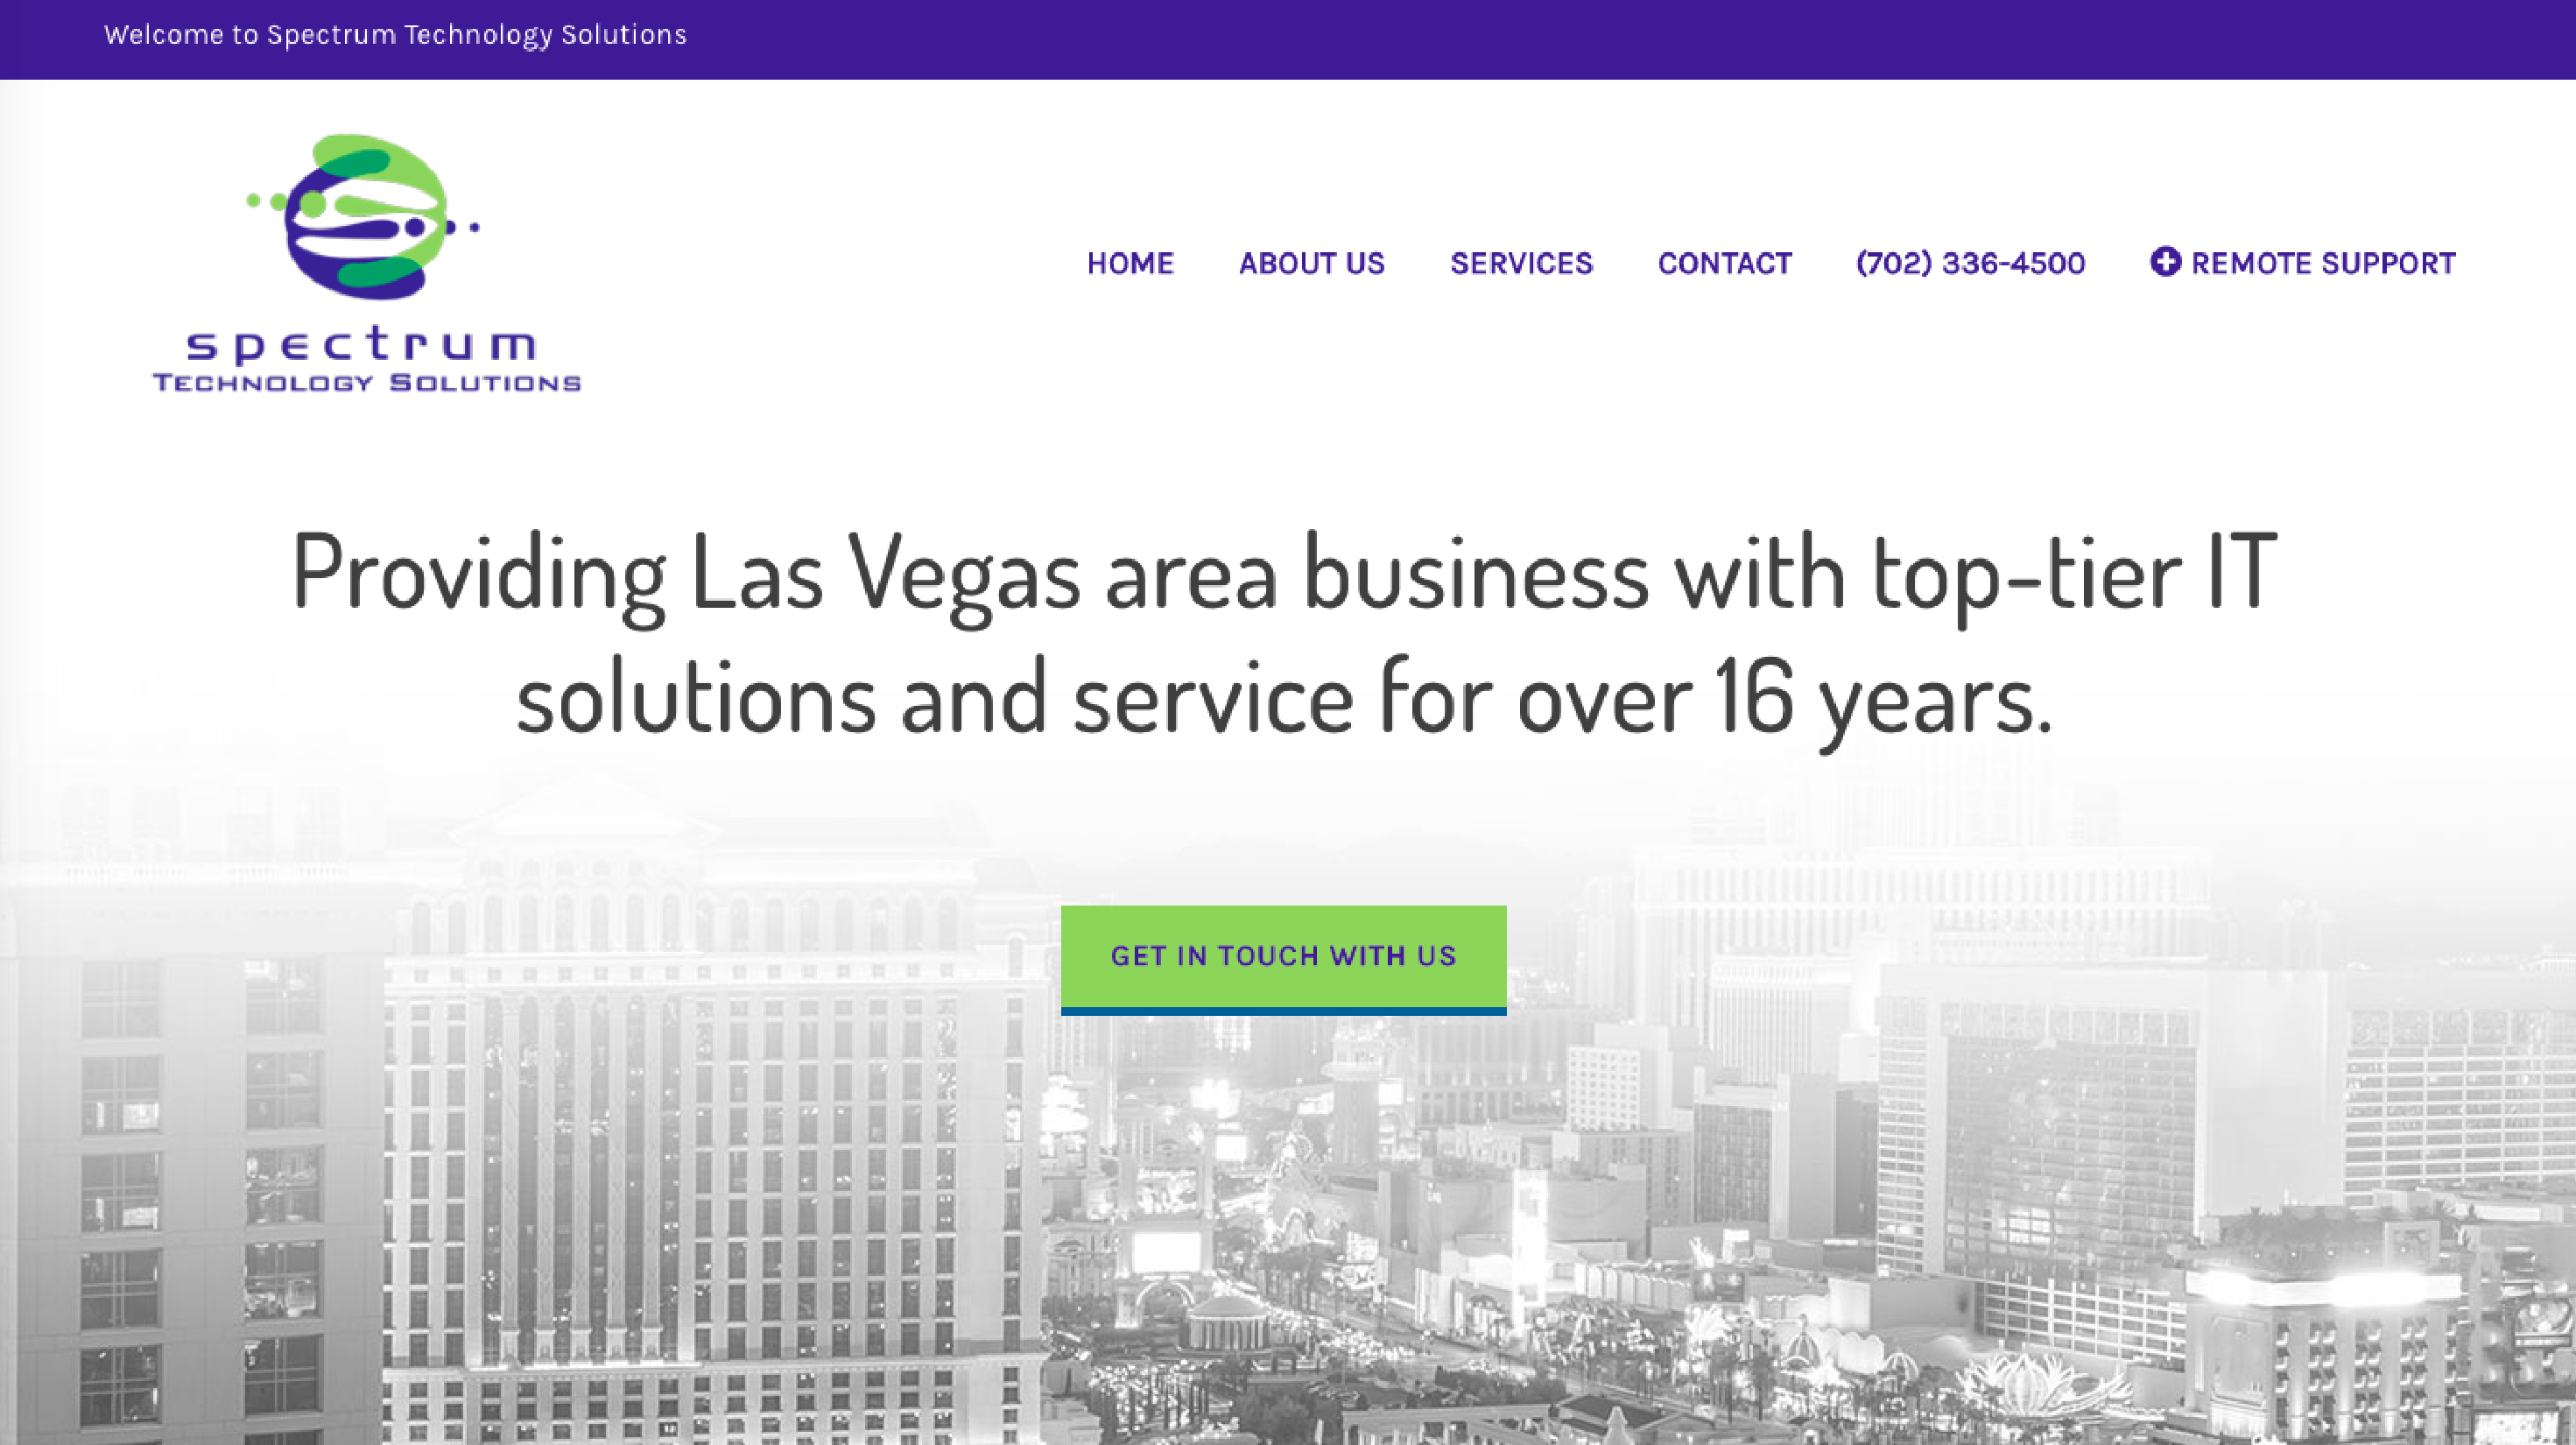 Welcome to Spectrum Technology Solutions
spectrum
TECHNOLOGY SOLUTIONS
HOME ABOUT US SERVICES CONTACT (702) 336-4500 REMOTE SUPPORT
Providing Las Vegas area business with top-tier IT
solutions and service for over 16 years.
GET IN TOUCH WITH US